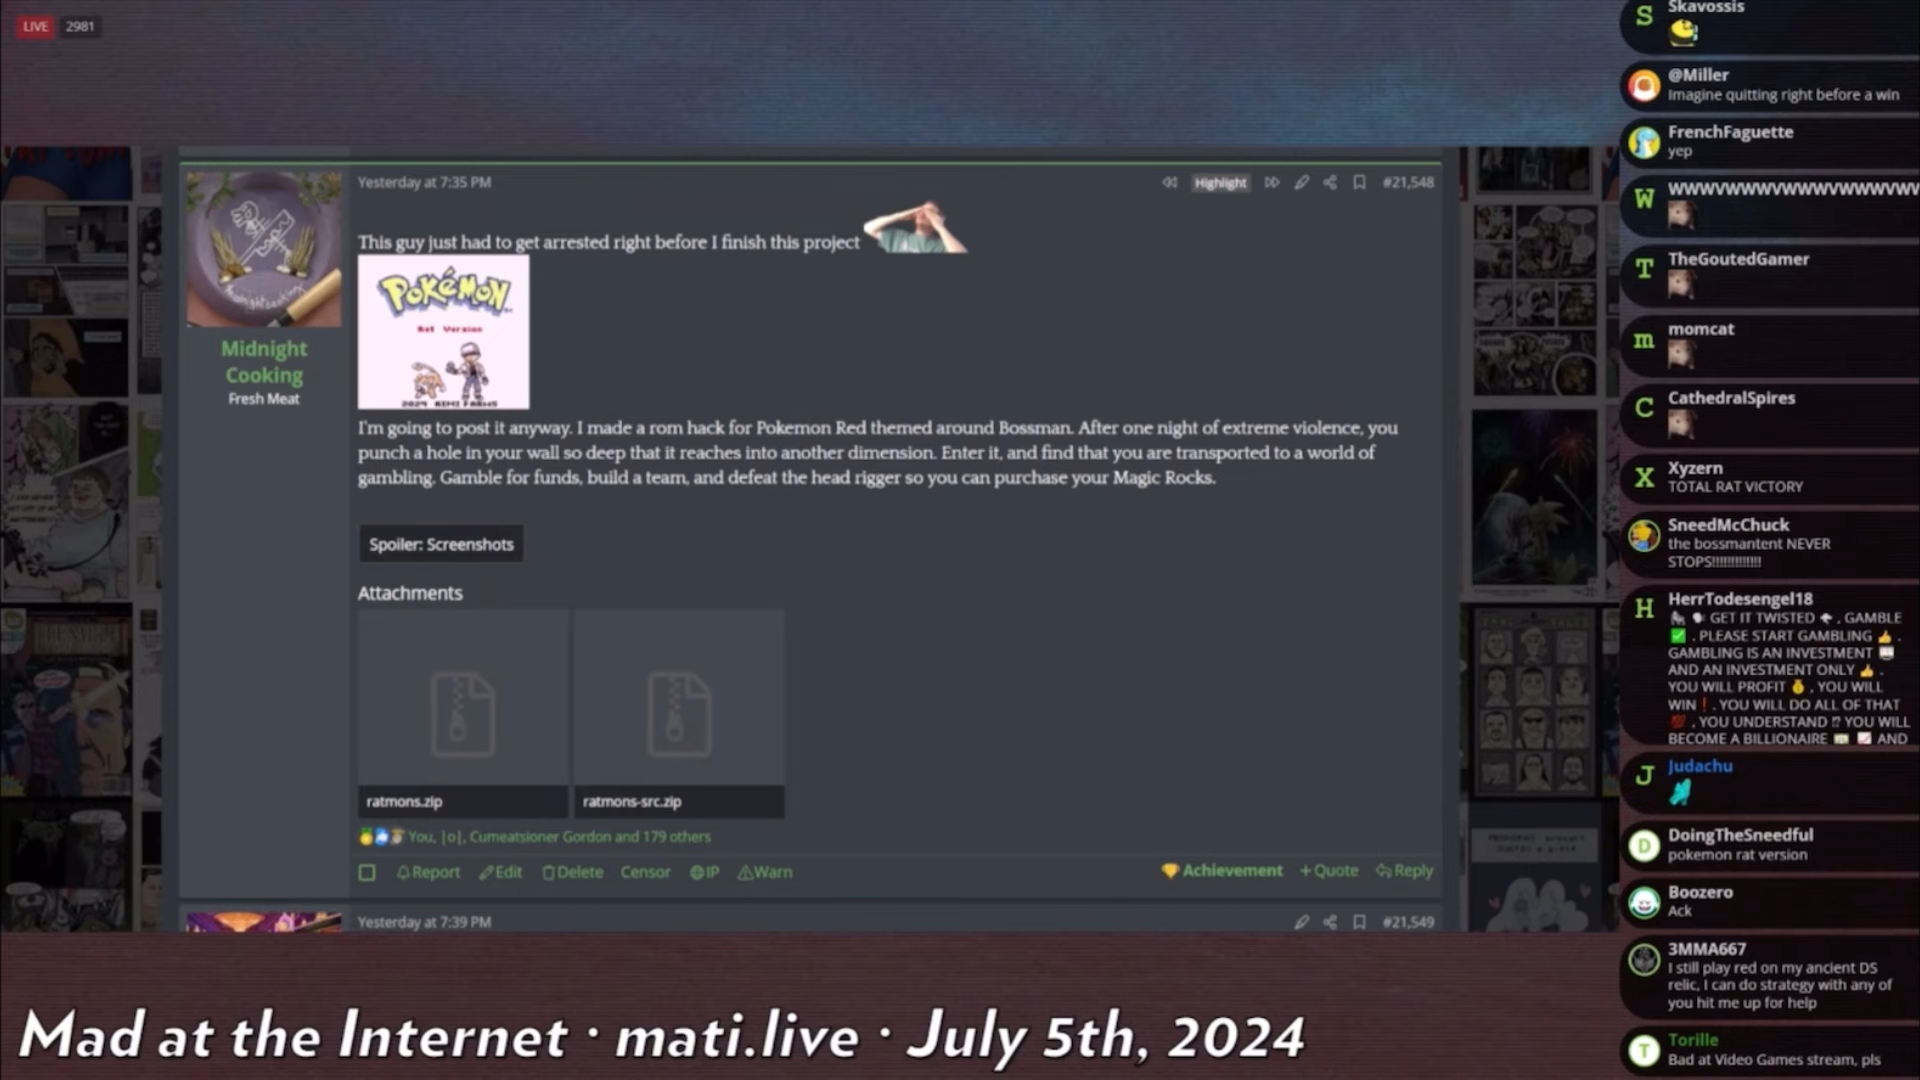 LIVE 2981
Yesterday at 7:35 PM
Highlight
#21,548
This guy just had to get arrested right before I finish this project
POKéMON
Rat Version
Midnight
Cooking
Fresh Meat
I'm going to post it anyway. I made a rom hack for Pokemon Red themed around Bossman. After one night of extreme violence, you
punch a hole in your wall so deep that it reaches into another dimension. Enter it, and find that you are transported to a world of
gambling. Gamble for funds, build a team, and defeat the head rigger so you can purchase your Magic Rocks.
Spoiler: Screenshots
Attachments
ratmons.zip
ratmons-src.zip
You, |o|, Cumeatsioner Gordon and 179 others
Report Edit Delete Censor IP Warn
Achievement + Quote Reply
Yesterday at 7:39 PM
#21,549
Mad at the Internet · mati.live · July 5th, 2024
S
Skavossis
@Miller
Imagine quitting right before a win
FrenchFaguette
yep
W
T
TheGoutedGamer
m
momcat
C
CathedralSpires
X
Xyzern
TOTAL RAT VICTORY
SneedMcChuck
the bossmantent NEVER
STOPS!!!!!!!!!!!!!
H
HerrTodesengel18
🦍 🗣 GET IT TWISTED 🌪 , GAMBLE
✅ . PLEASE START GAMBLING 👍 .
GAMBLING IS AN INVESTMENT
AND AN INVESTMENT ONLY 👍 .
YOU WILL PROFIT 💰 , YOU WILL
WIN ❗ . YOU WILL DO ALL OF THAT
💯 , YOU UNDERSTAND ⁉ YOU WILL
BECOME A BILLIONAIRE 💵 📈 AND
J
Judachu
D
DoingTheSneedful
pokemon rat version
Boozero
Ack
3MMA667
I still play red on my ancient DS
relic, I can do strategy with any of
you hit me up for help
T
Torille
Bad at Video Games stream, pls